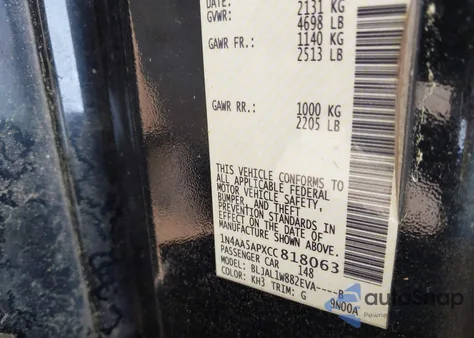 DATE:
GVWR: 2131 KG
4698 LB
GAWR FR.: 1140 KG
2513 LB
GAWR RR.: 1000 KG
2205 LB
THIS VEHICLE CONFORMS TO
ALL APPLICABLE FEDERAL
MOTOR VEHICLE SAFETY,
BUMPER, AND THEFT
PREVENTION STANDARDS IN
EFFECT ON THE DATE OF
MANUFACTURE SHOWN ABOVE.
1N4AA5APXCC818063
PASSENGER CAR 148
MODEL: BLJAL1W882EVA----B
COLOR: KH3 TRIM: G 9N00A
autoSnap